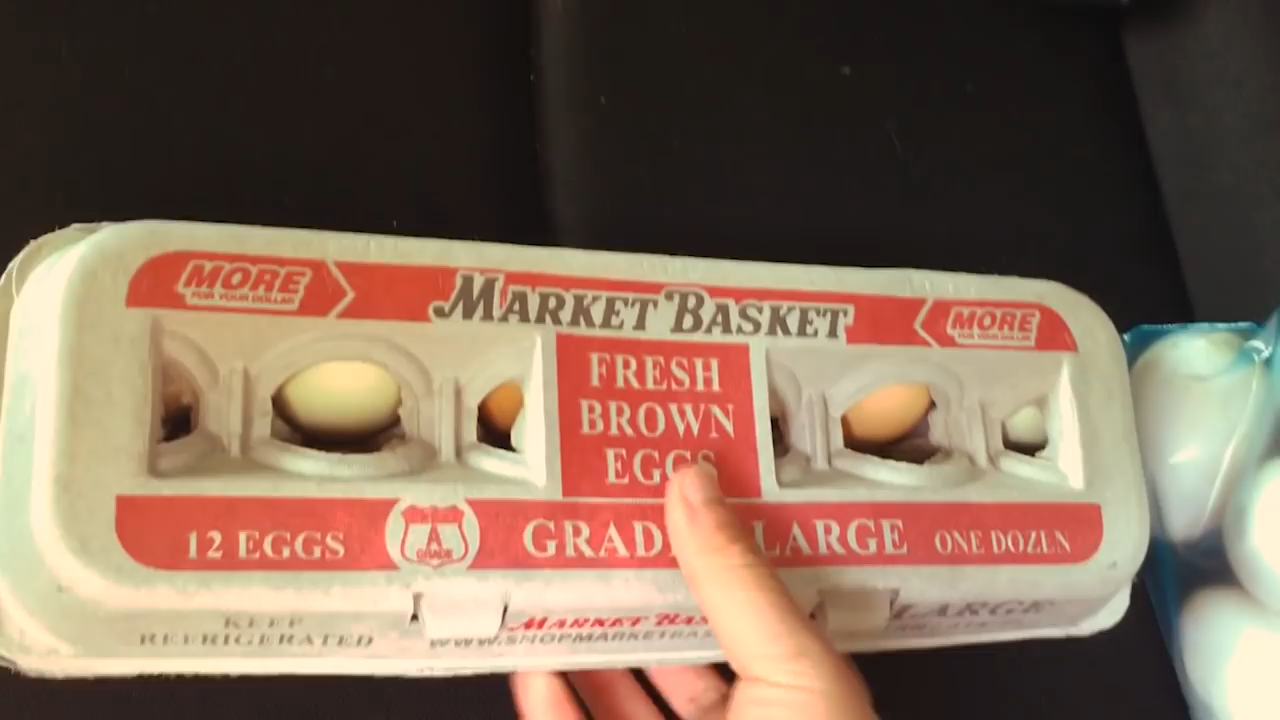 MORE
FOR YOUR DOLLAR
MARKET BASKET
MORE
FOR YOUR DOLLAR
FRESH
BROWN
EGGS
12 EGGS
A
GRADE
GRAD
LARGE
ONE DOZEN
KEEP
REFRIGERATED
MARKET BAS
WWW.SHOPMARKETBAS
LARGE